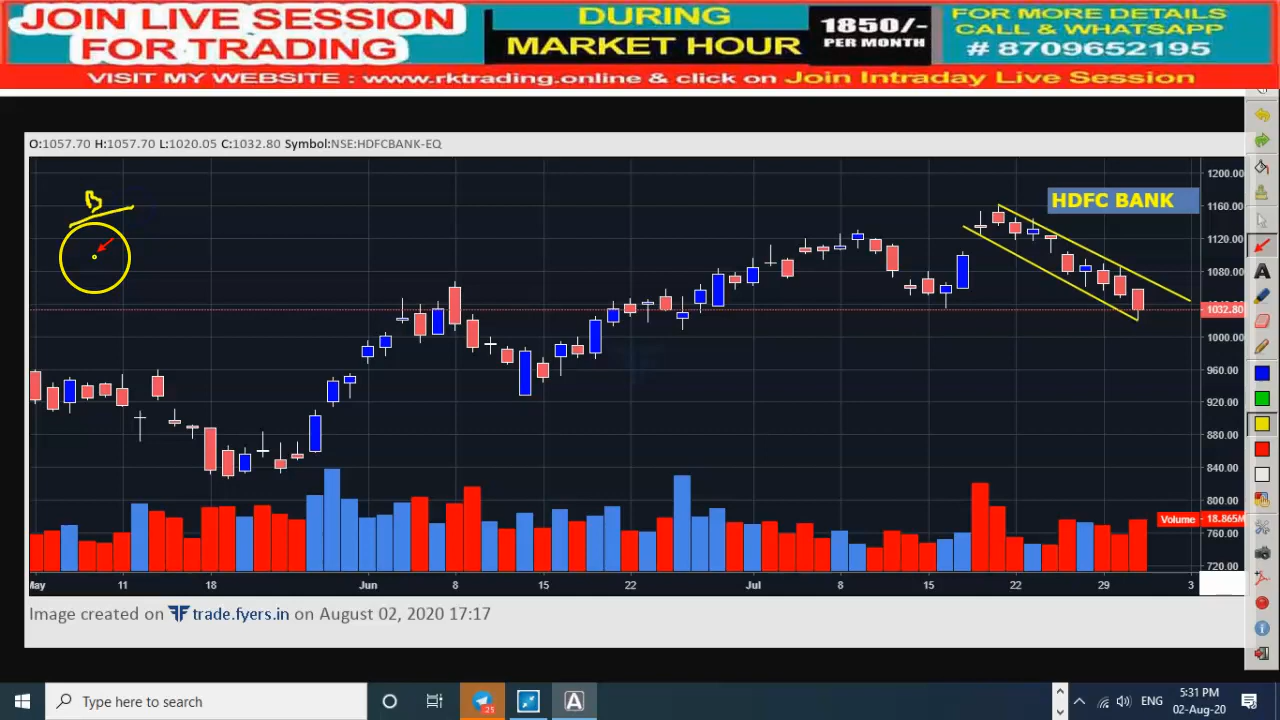 JOIN LIVE SESSION
FOR TRADING
DURING
MARKET HOUR
1850/-
PER MONTH
FOR MORE DETAILS
CALL & WHATSAPP
# 8709652195
VISIT MY WEBSITE : www.rktrading.online & click on Join Intraday Live Session
O:1057.70 H:1057.70 L:1020.05 C:1032.80 Symbol:NSE:HDFCBANK-EQ
HDFC BANK
1200.00
1160.00
1120.00
1080.00
1032.80
1000.00
960.00
920.00
880.00
840.00
800.00
Volume 18.865M
760.00
720.00
May 11 18 Jun 8 15 22 Jul 8 15 22 29 3
Image created on trade.fyers.in on August 02, 2020 17:17
A
Type here to search
25
A
ENG
5:31 PM
02-Aug-20